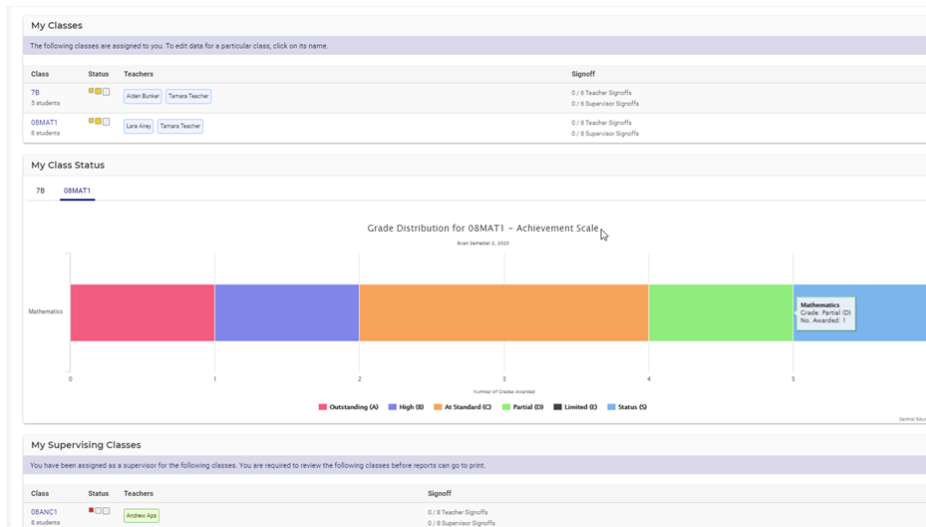 My Classes
The following classes are assigned to you. To edit data for a particular class, click on its name.
Class Status Teachers Signoff
7B Aiden Bunker Tamara Teacher 0 / 6 Teacher Signoffs
5 students 0 / 6 Supervisor Signoffs
08MAT1 Lara Airey Tamara Teacher 0 / 8 Teacher Signoffs
8 students 0 / 8 Supervisor Signoffs
My Class Status
7B 08MAT1
Grade Distribution for 08MAT1 – Achievement Scale
Semester 2, 2020
Mathematics
Mathematics
Grade: Partial (D)
No. Awarded: 1
0 1 2 3 4 5
Number of Grades Awarded
Outstanding (A) High (B) At Standard (C) Partial (D) Limited (E) Status (S)
My Supervising Classes
You have been assigned as a supervisor for the following classes. You are required to review the following classes before reports can go to print.
Class Status Teachers Signoff
08ANC1 Andrew Aps 0 / 8 Teacher Signoffs
8 students 0 / 8 Supervisor Signoffs